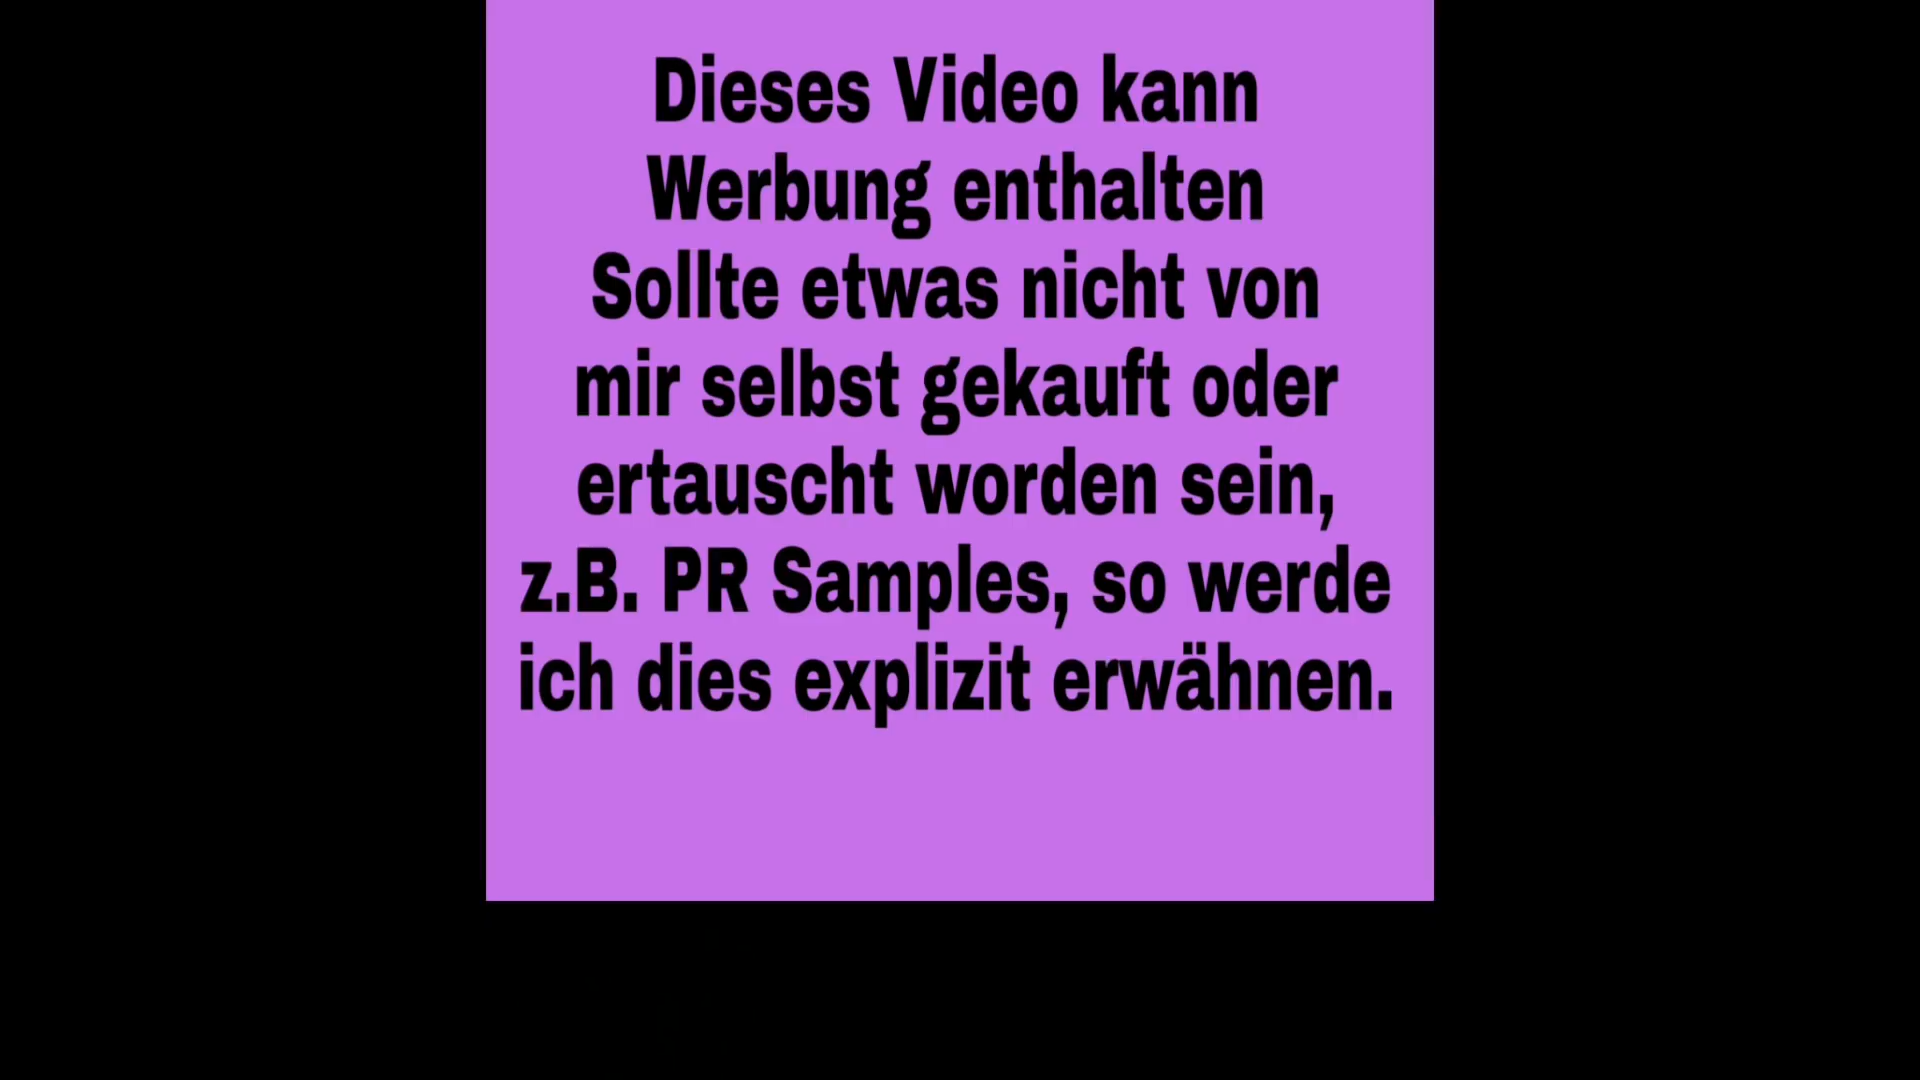 Dieses Video kann
Werbung enthalten
Sollte etwas nicht von
mir selbst gekauft oder
ertauscht worden sein,
z.B. PR Samples, so werde
ich dies explizit erwähnen.